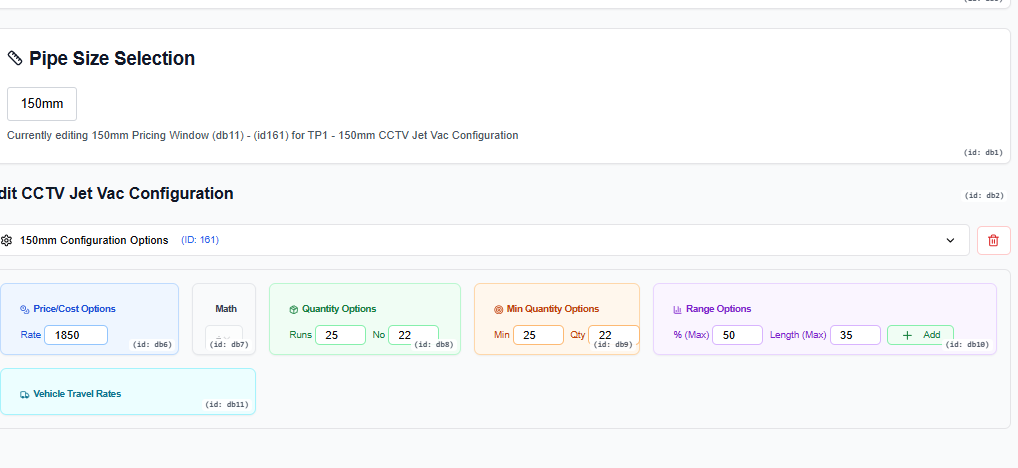 Pipe Size Selection
150mm
Currently editing 150mm Pricing Window (db11) - (id161) for TP1 - 150mm CCTV Jet Vac Configuration
(id: db1)
dit CCTV Jet Vac Configuration
(id: db2)
150mm Configuration Options (ID: 161)
Price/Cost Options
Rate 1850
(id: db6)
Math
(id: db7)
Quantity Options
Runs 25 No 22
(id: db8)
Min Quantity Options
Min 25 Qty 22
(id: db9)
Range Options
% (Max) 50 Length (Max) 35 + Add
(id: db10)
Vehicle Travel Rates
(id: db11)